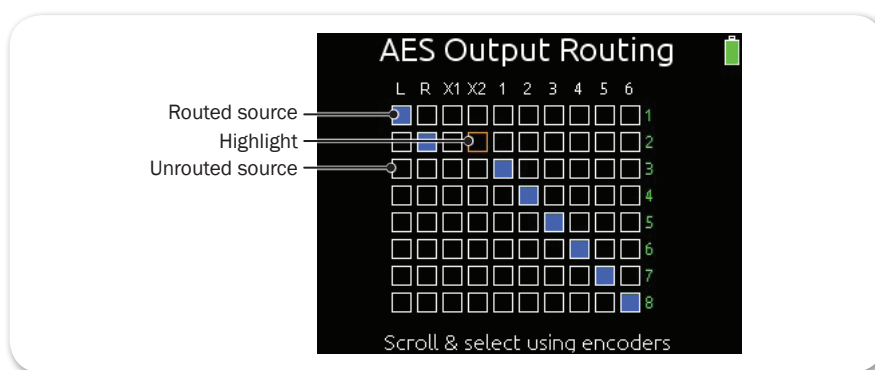 AES Output Routing
L R X1 X2 1 2 3 4 5 6
Routed source 1
Highlight 2
Unrouted source 3
4
5
6
7
8
Scroll & select using encoders